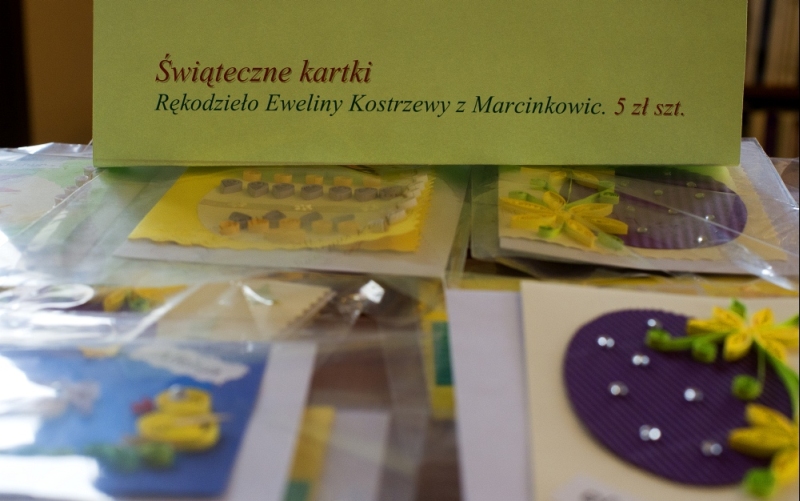 Świąteczne kartki
Rękodzieło Eweliny Kostrzewy z Marcinkowic. 5 zł szt.